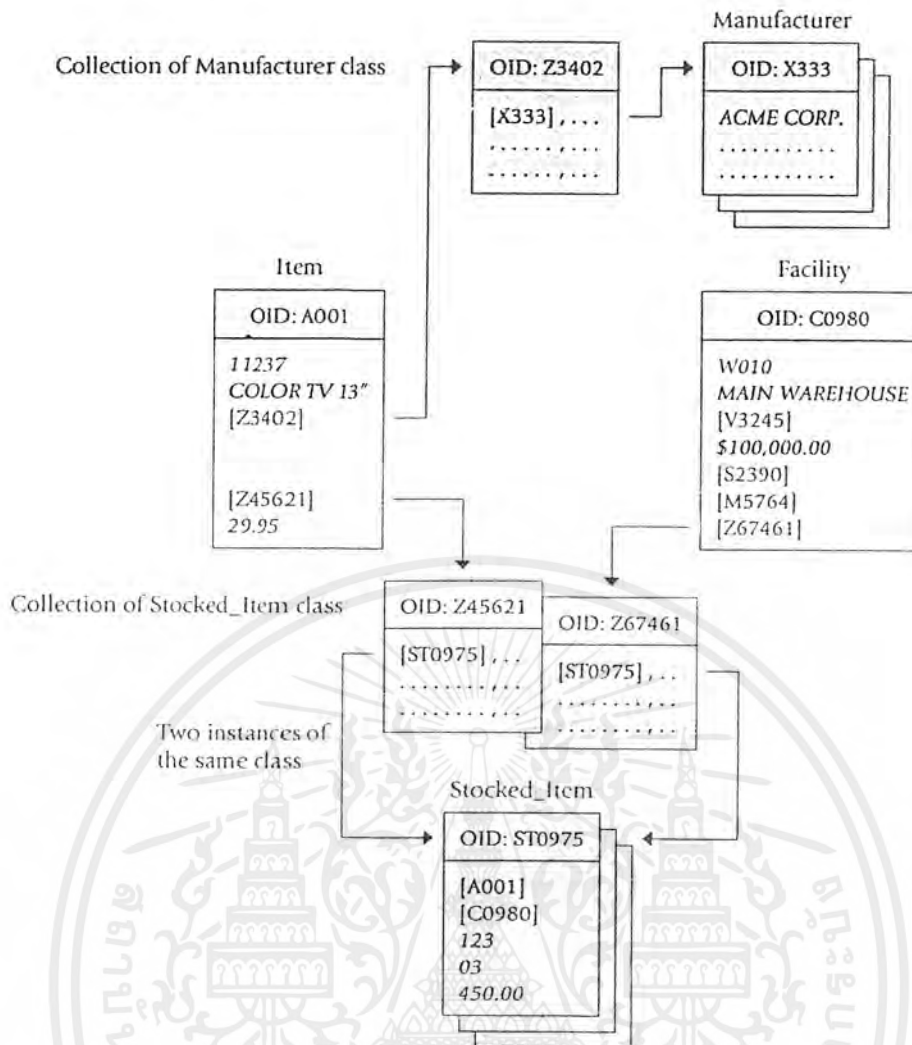 Manufacturer
Collection of Manufacturer class
OID: Z3402
[X333] , . . .
. . . . . . , . . .
. . . . . . , . . .
OID: X333
ACME CORP.
. . . . . . . . . . .
. . . . . . . . . . .
Item
OID: A001
11237
COLOR TV 13"
[Z3402]
[Z45621]
29.95
Facility
OID: C0980
W010
MAIN WAREHOUSE
[V3245]
$100,000.00
[S2390]
[M5764]
[Z67461]
Collection of Stocked_Item class
OID: Z45621
[ST0975] , . .
. . . . . . . . , . .
. . . . . . . . , . .
OID: Z67461
[ST0975] , . .
. . . . . . . . , . .
. . . . . . . . , . .
Two instances of
the same class
Stocked_Item
OID: ST0975
[A001]
[C0980]
123
03
450.00